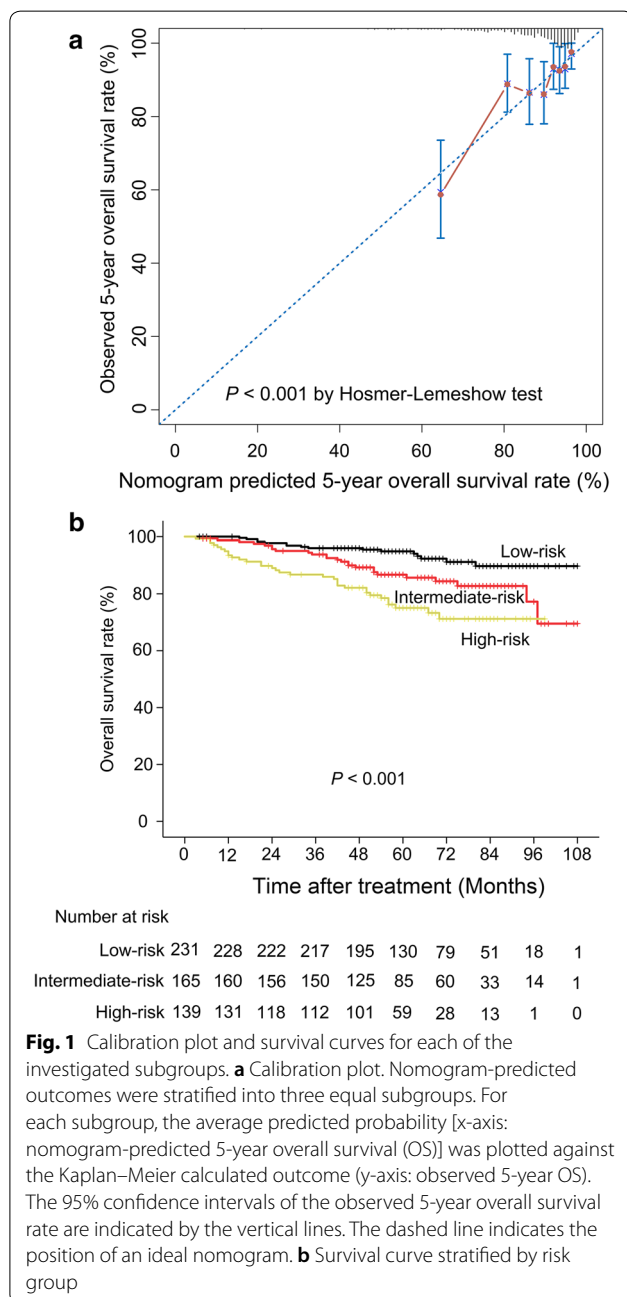 a
100
80
60
40
20
0
Observed 5-year overall survival rate (%)
P < 0.001 by Hosmer-Lemeshow test
0 20 40 60 80 100
Nomogram predicted 5-year overall survival rate (%)
b
100
80
60
40
20
0
Overall survival rate (%)
Low-risk
Intermediate-risk
High-risk
P < 0.001
0 12 24 36 48 60 72 84 96 108
Time after treatment (Months)
Number at risk
Low-risk 231 228 222 217 195 130 79 51 18 1
Intermediate-risk 165 160 156 150 125 85 60 33 14 1
High-risk 139 131 118 112 101 59 28 13 1 0
Fig. 1 Calibration plot and survival curves for each of the
investigated subgroups. a Calibration plot. Nomogram-predicted
outcomes were stratified into three equal subgroups. For
each subgroup, the average predicted probability [x-axis:
nomogram-predicted 5-year overall survival (OS)] was plotted against
the Kaplan–Meier calculated outcome (y-axis: observed 5-year OS).
The 95% confidence intervals of the observed 5-year overall survival
rate are indicated by the vertical lines. The dashed line indicates the
position of an ideal nomogram. b Survival curve stratified by risk
group